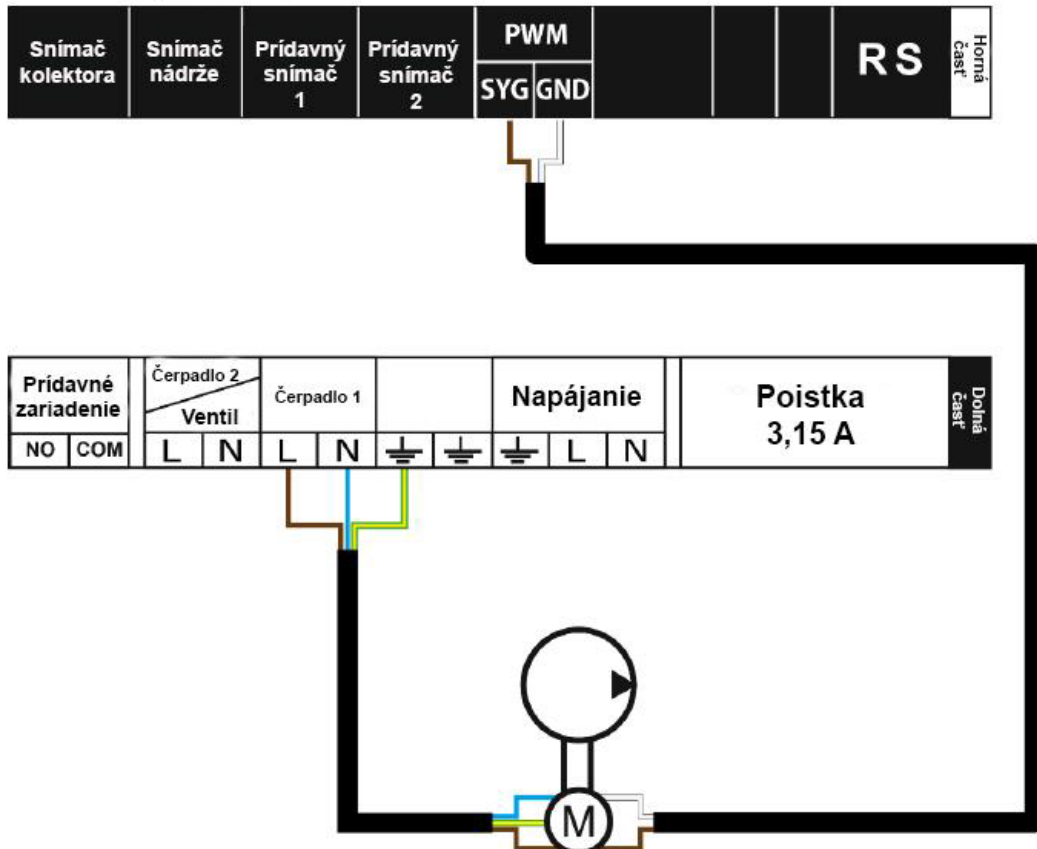 Snímač
kolektora
Snímač
nádrže
Prídavný
snímač
1
Prídavný
snímač
2
PWM
SYG GND
RS
Horná
časť
Prídavné
zariadenie
NO COM
Čerpadlo 2
Ventil
L N
Čerpadlo 1
L N
Napájanie
L N
Poistka
3,15 A
Dolná
časť
M